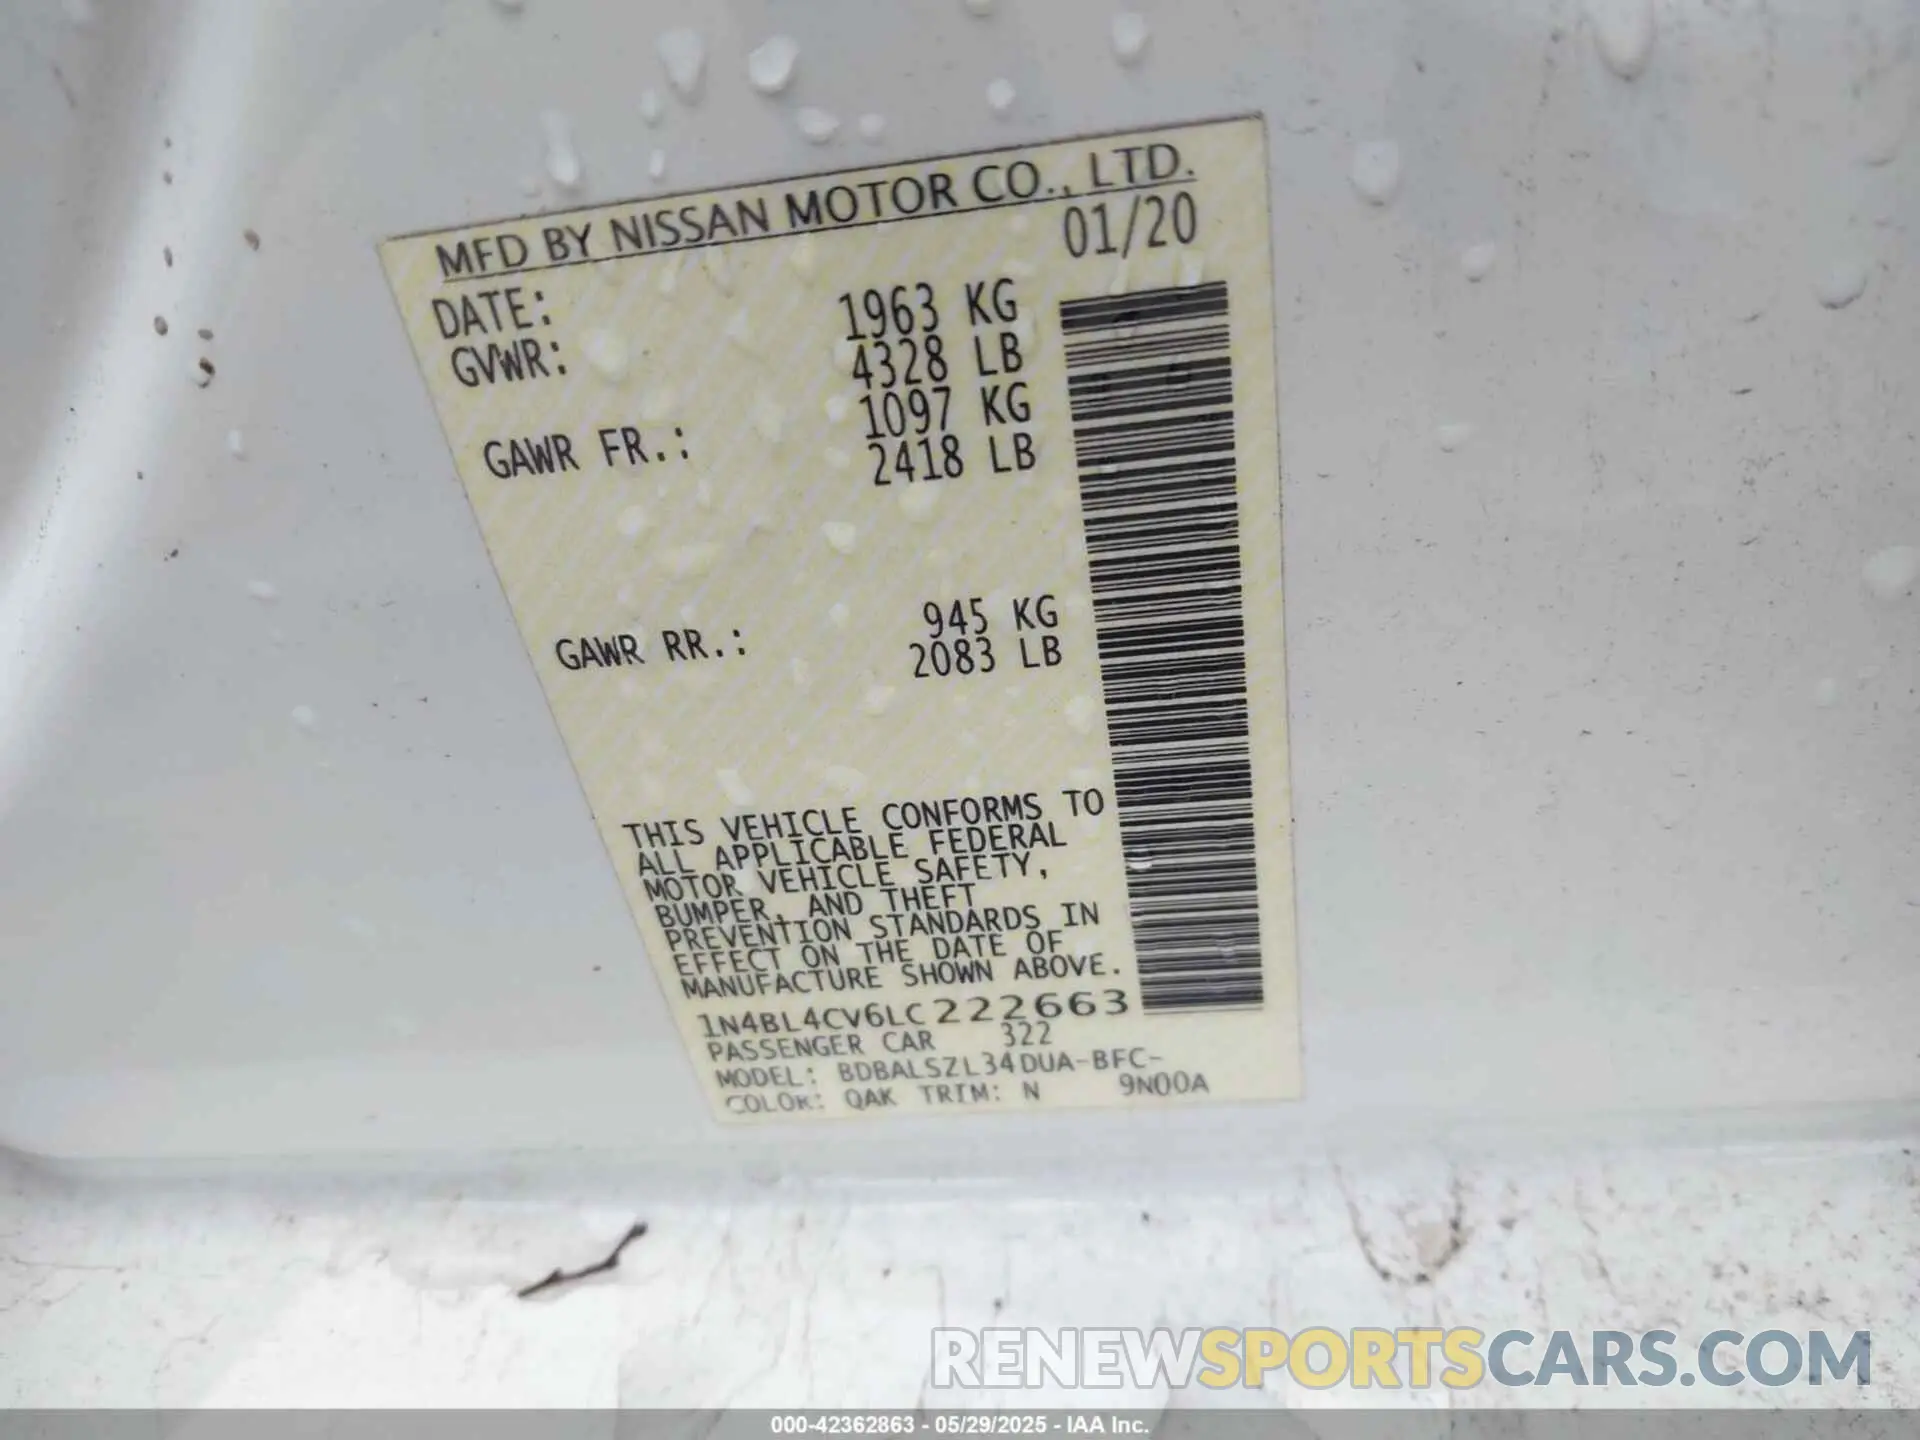 MFD BY NISSAN MOTOR CO., LTD.
DATE: 01/20
GVWR: 1963 KG
4328 LB
GAWR FR.: 1097 KG
2418 LB
GAWR RR.: 945 KG
2083 LB
THIS VEHICLE CONFORMS TO
ALL APPLICABLE FEDERAL
MOTOR VEHICLE SAFETY,
BUMPER, AND THEFT
PREVENTION STANDARDS IN
EFFECT ON THE DATE OF
MANUFACTURE SHOWN ABOVE.
1N4BL4CV6LC222663
PASSENGER CAR 322
MODEL: BDBALSZL34DUA-BFC-
COLOR: QAK TRIM: N 9N00A
RENEWSPORTSCARS.COM
000-42362863 - 05/29/2025 - IAA Inc.